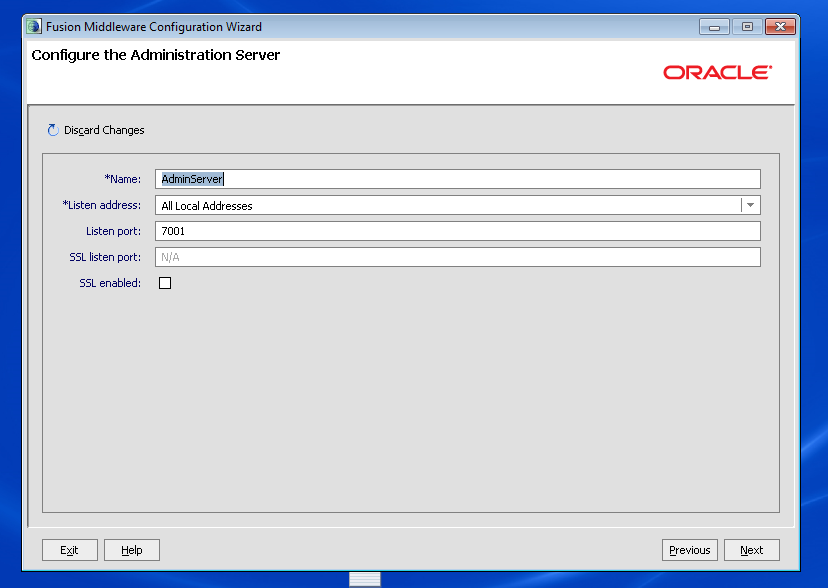 Fusion Middleware Configuration Wizard
Configure the Administration Server
ORACLE
Discard Changes
*Name: AdminServer
*Listen address: All Local Addresses
Listen port: 7001
SSL listen port: N/A
SSL enabled:
Exit Help Previous Next